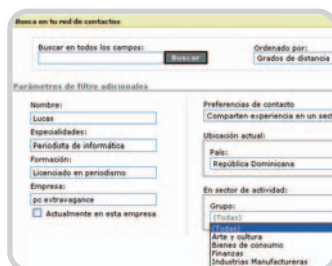 Busca en tu red de contactos
Buscar en todos los campos:
Buscar
Ordenado por:
Grados de distancia
Parámetros de filtro adicionales
Nombre:
Lucas
Especialidades:
Periodista de informática
Formación:
Licenciado en periodismo
Empresa:
pc extravagance
Actualmente en esta empresa
Preferencias de contacto
Comparten experiencia en un sect
Ubicación actual:
País:
República Dominicana
En sector de actividad:
Grupo:
(Todas)
(Todas)
Arte y cultura
Bienes de consumo
Finanzas
Industrias Manufactureras